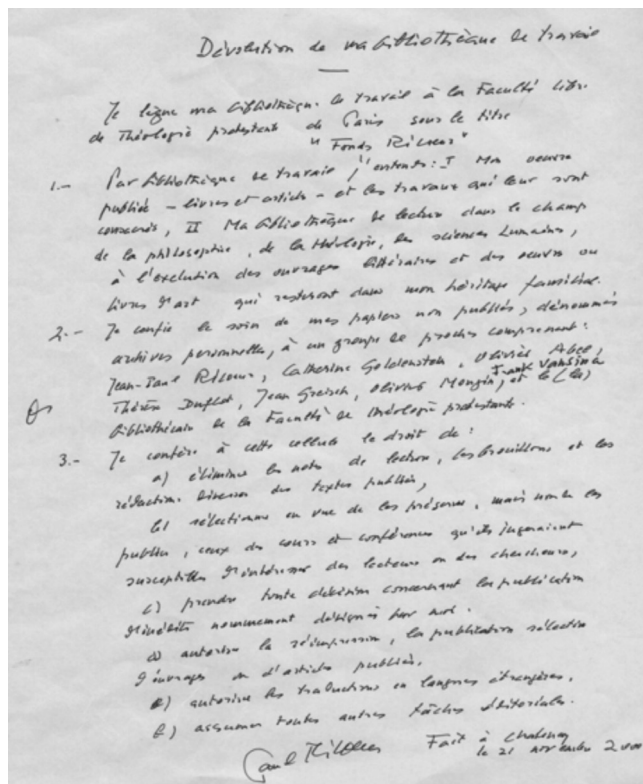 Dévolution de ma bibliothèque de travail
Je lègue ma bibliothèque de travail à la Faculté libre
de Théologie protestante de Paris sous le titre
"Fonds Ricœur"
1.- Par bibliothèque de travail j'entends : I Mon oeuvre
publiée - livres et articles - et les travaux qui leur sont
consacrés, II Ma bibliothèque de lecture dans le champ
de la philosophie, de la théologie, des sciences humaines,
à l'exclusion des ouvrages littéraires et des oeuvres ou
livres d'art qui resteront dans mon héritage familial.
2.- Je confie le soin de mes papiers non publiés, dénommés
archives personnelles, à un groupe de proches comprenant :
Jean-Paul Ricœur, Catherine Goldenstein, Olivier Abel,
Frank Vansina
Thérèse Duflot, Jean Greisch, Olivier Mongin, et le (la)
bibliothécaire de la Faculté de théologie protestante.
3.- Je confère à cette cellule le droit de :
a) éliminer les notes de lecture, les brouillons et les
rédactions diverses des textes publiés,
b) sélectionner en vue de les préserver, mais non de les
publier, ceux des cours et conférences qu'ils jugeraient
susceptibles d'intéresser des lecteurs ou des chercheurs,
c) prendre toute décision concernant la publication
d'inédits nommément désignés par moi.
d) autoriser la réimpression, la publication sélective
d'ouvrages ou d'articles publiés.
e) autoriser les traductions en langues étrangères.
f) assumer toutes autres tâches éditoriales.
Paul Ricœur Fait à Chatenay
le 21 novembre